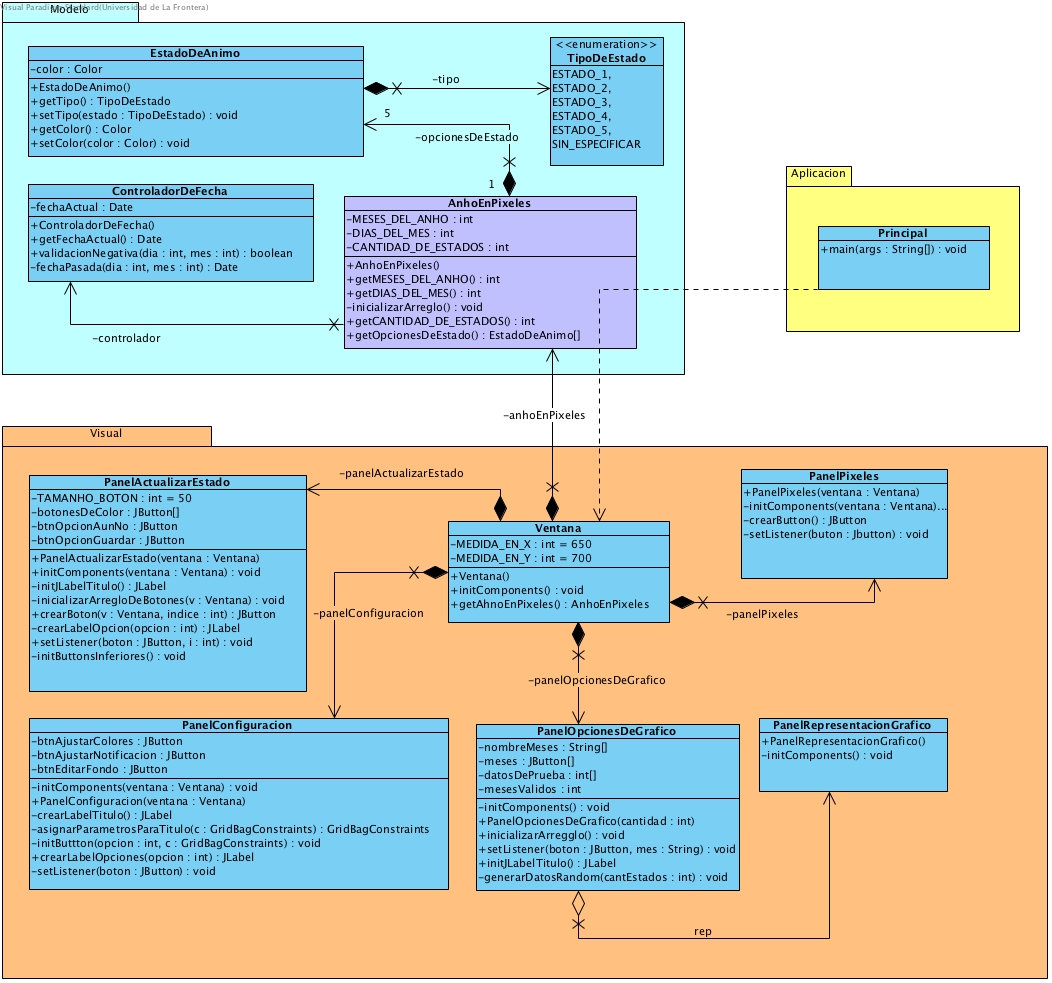 Visual Paradigm Standard(Universidad de La Frontera)
Modelo
EstadoDeAnimo
-color : Color
+EstadoDeAnimo()
+getTipo() : TipoDeEstado
+setTipo(estado : TipoDeEstado) : void
+getColor() : Color
+setColor(color : Color) : void
-tipo
<<enumeration>>
TipoDeEstado
ESTADO_1,
ESTADO_2,
ESTADO_3,
ESTADO_4,
ESTADO_5,
SIN_ESPECIFICAR
5
-opcionesDeEstado
1
ControladorDeFecha
-fechaActual : Date
+ControladorDeFecha()
+getFechaActual() : Date
+validacionNegativa(dia : int, mes : int) : boolean
-fechaPasada(dia : int, mes : int) : Date
-controlador
AnhoEnPixeles
-MESES_DEL_ANHO : int
-DIAS_DEL_MES : int
-CANTIDAD_DE_ESTADOS : int
+AnhoEnPixeles()
+getMESES_DEL_ANHO() : int
+getDIAS_DEL_MES() : int
-inicializarArreglo() : void
+getCANTIDAD_DE_ESTADOS() : int
+getOpcionesDeEstado() : EstadoDeAnimo[]
Aplicacion
Principal
+main(args : String[]) : void
-anhoEnPixeles
Visual
PanelActualizarEstado
-TAMANHO_BOTON : int = 50
-botonesDeColor : JButton[]
-btnOpcionAunNo : JButton
-btnOpcionGuardar : JButton
+PanelActualizarEstado(ventana : Ventana)
+initComponents(ventana : Ventana) : void
-initJLabelTitulo() : JLabel
-inicializarArregloDeBotones(v : Ventana) : void
+crearBoton(v : Ventana, indice : int) : JButton
-crearLabelOpcion(opcion : int) : JLabel
+setListener(boton : JButton, i : int) : void
-initButtonsInferiores() : void
-panelActualizarEstado
Ventana
-MEDIDA_EN_X : int = 650
-MEDIDA_EN_Y : int = 700
+Ventana()
+initComponents() : void
+getAhnoEnPixeles() : AnhoEnPixeles
PanelPixeles
+PanelPixeles(ventana : Ventana)
-initComponents(ventana : Ventana)...
-crearButton() : JButton
-setListener(buton : Jbutton) : void
-panelConfiguracion
-panelPixeles
-panelOpcionesDeGrafico
PanelConfiguracion
-btnAjustarColores : JButton
-btnAjustarNotificacion : JButton
-btnEditarFondo : JButton
-initComponents(ventana : Ventana) : void
+PanelConfiguracion(ventana : Ventana)
-crearLabelTitulo() : JLabel
-asignarParametrosParaTitulo(c : GridBagConstraints) : GridBagConstraints
-initButtton(opcion : int, c : GridBagConstraints) : void
+crearLabelOpciones(opcion : int) : JLabel
-setListener(boton : JButton) : void
PanelOpcionesDeGrafico
-nombreMeses : String[]
-meses : JButton[]
-datosDePrueba : int[]
-mesesValidos : int
-initComponents() : void
+PanelOpcionesDeGrafico(cantidad : int)
+inicializarArregglo() : void
+setListener(boton : JButton, mes : String) : void
+initJLabelTitulo() : JLabel
-generarDatosRandom(cantEstados : int) : void
PanelRepresentacionGrafico
+PanelRepresentacionGrafico()
-initComponents() : void
rep